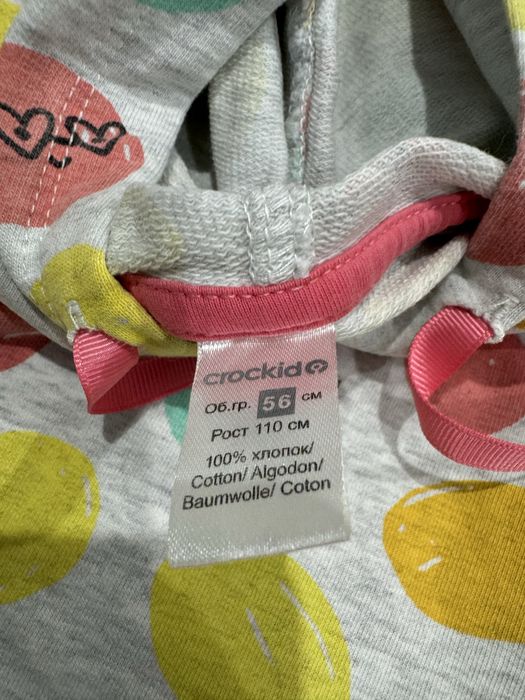 crockid
Об.гр. 56 см
Рост 110 см
100% хлопок/
Cotton/ Algodon/
Baumwolle/ Coton